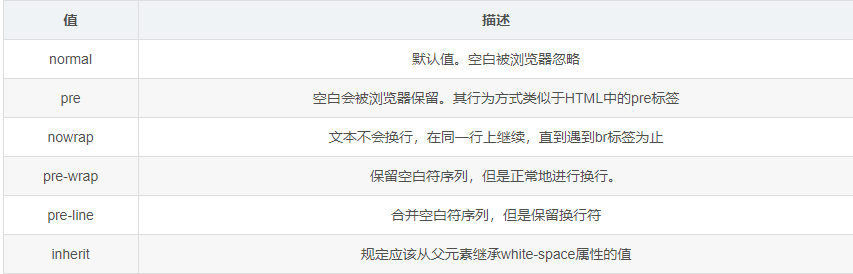 值 描述
normal 默认值。空白被浏览器忽略
pre 空白会被浏览器保留。其行为方式类似于HTML中的pre标签
nowrap 文本不会换行，在同一行上继续，直到遇到br标签为止
pre-wrap 保留空白符序列，但是正常地进行换行。
pre-line 合并空白符序列，但是保留换行符
inherit 规定应该从父元素继承white-space属性的值